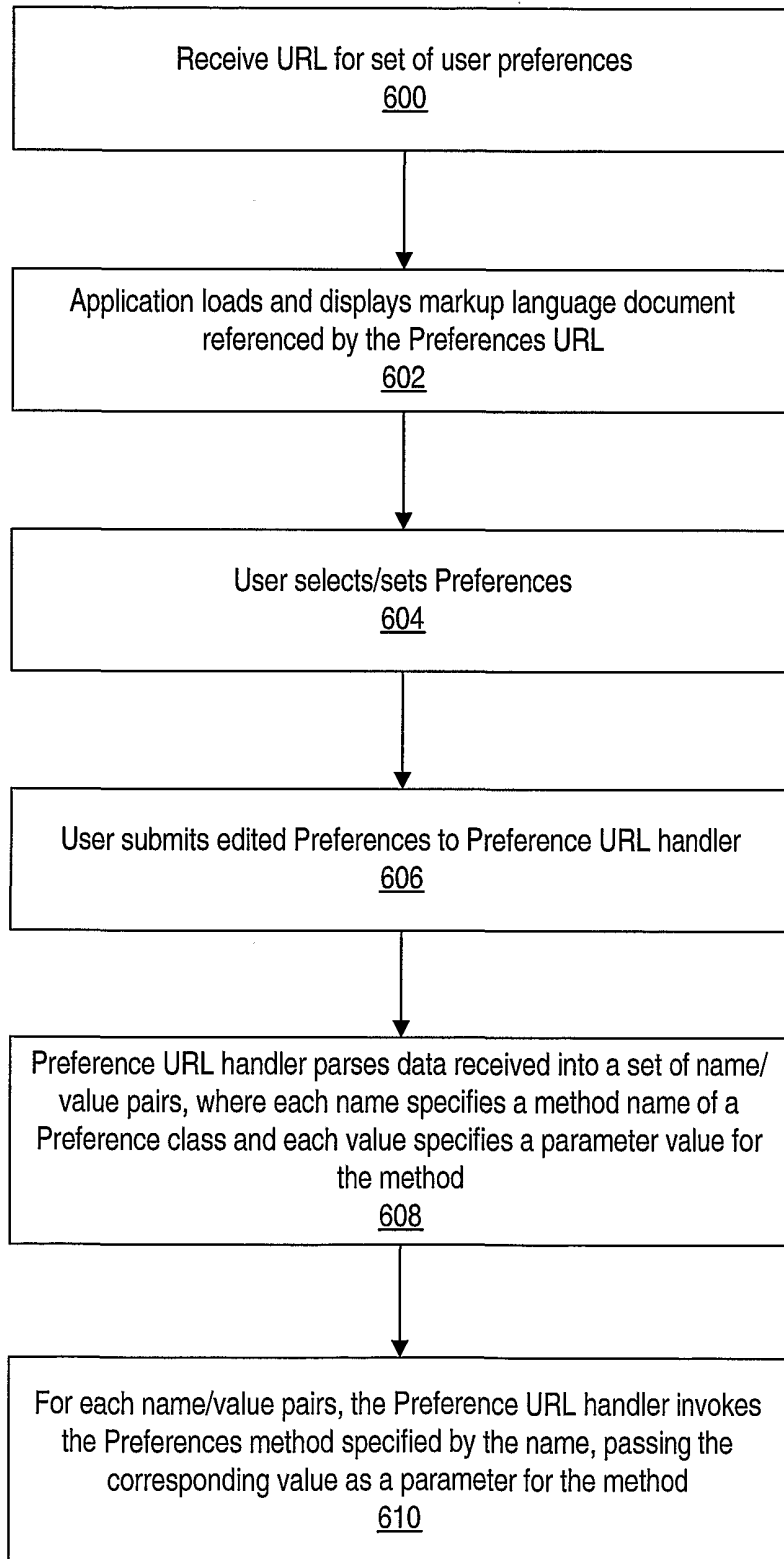 Receive URL for set of user preferences
600
Application loads and displays markup language document
referenced by the Preferences URL
602
User selects/sets Preferences
604
User submits edited Preferences to Preference URL handler
606
Preference URL handler parses data received into a set of name/
value pairs, where each name specifies a method name of a
Preference class and each value specifies a parameter value for
the method
608
For each name/value pairs, the Preference URL handler invokes
the Preferences method specified by the name, passing the
corresponding value as a parameter for the method
610